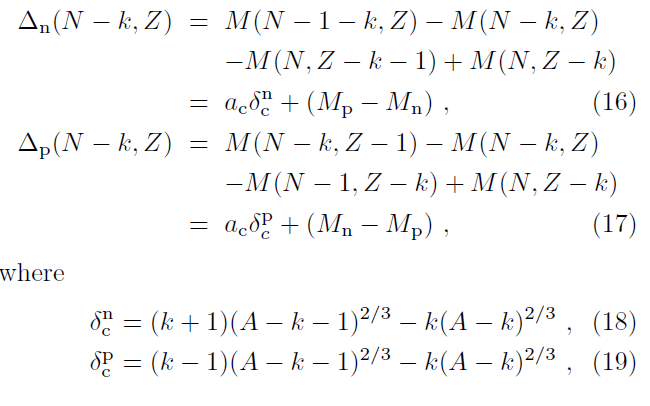 Δₙ(N − k, Z) = M(N − 1 − k, Z) − M(N − k, Z)
−M(N, Z − k − 1) + M(N, Z − k)
= a_c δ_c^n + (M_p − M_n) , (16)
Δ_p(N − k, Z) = M(N − k, Z − 1) − M(N − k, Z)
−M(N − 1, Z − k) + M(N, Z − k)
= a_c δ_c^p + (M_n − M_p) , (17)
where
δ_c^n = (k + 1)(A − k − 1)^{2/3} − k(A − k)^{2/3} , (18)
δ_c^p = (k − 1)(A − k − 1)^{2/3} − k(A − k)^{2/3} , (19)